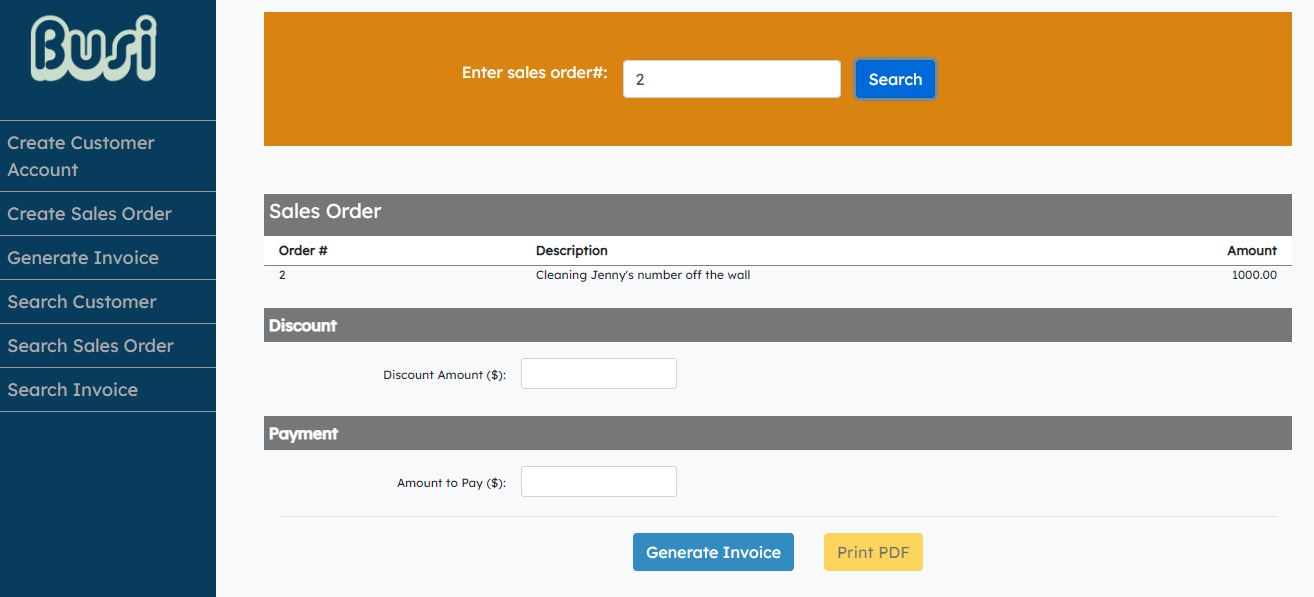 Busi
Create Customer
Account
Create Sales Order
Generate Invoice
Search Customer
Search Sales Order
Search Invoice
Enter sales order#: 2 Search
Sales Order
Order # Description Amount
2 Cleaning Jenny's number off the wall 1000.00
Discount
Discount Amount ($):
Payment
Amount to Pay ($):
Generate Invoice Print PDF